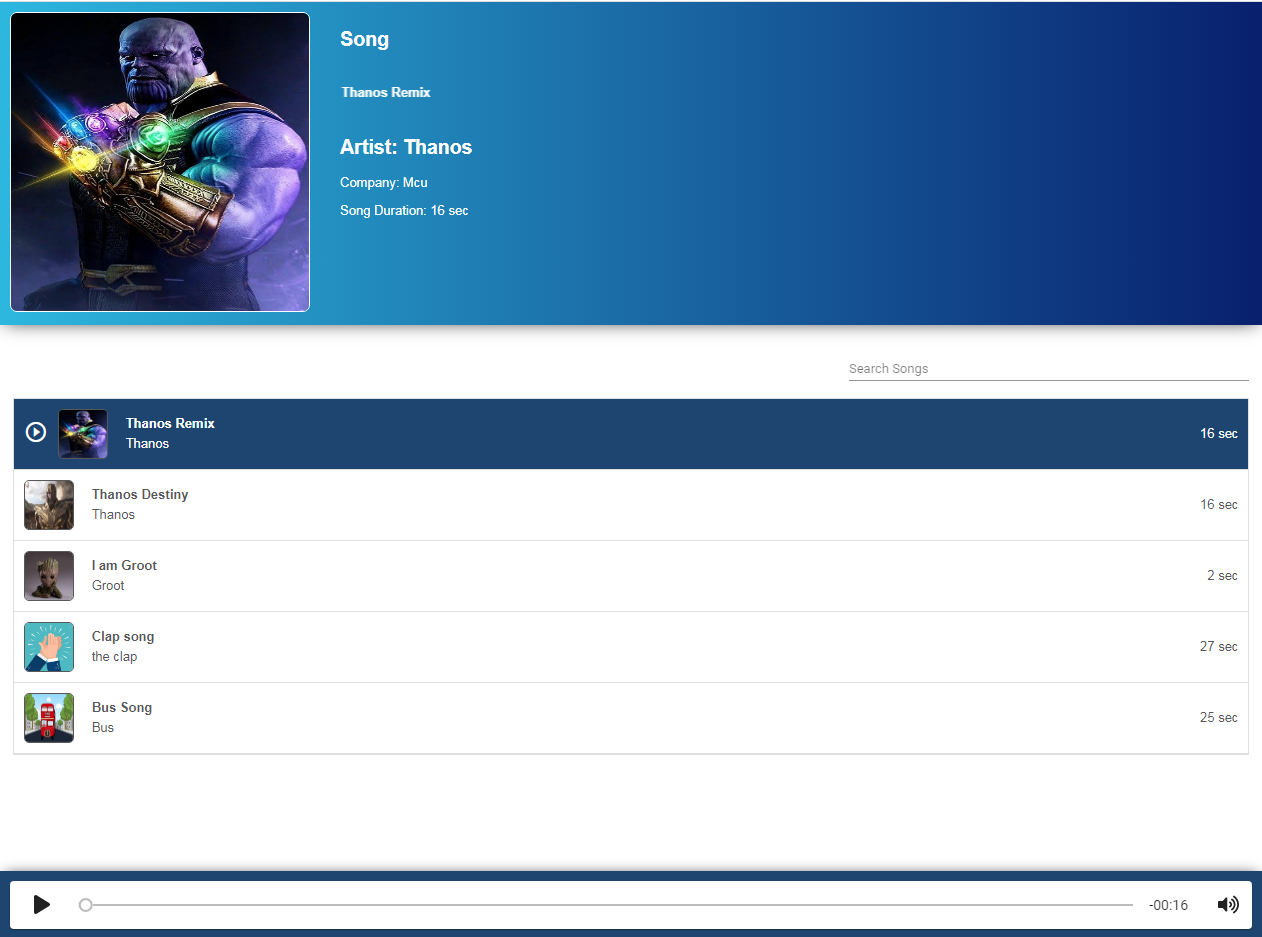 Song
Thanos Remix
Artist: Thanos
Company: Mcu
Song Duration: 16 sec
Search Songs
Thanos Remix
Thanos
16 sec
Thanos Destiny
Thanos
16 sec
I am Groot
Groot
2 sec
Clap song
the clap
27 sec
Bus Song
Bus
25 sec
-00:16